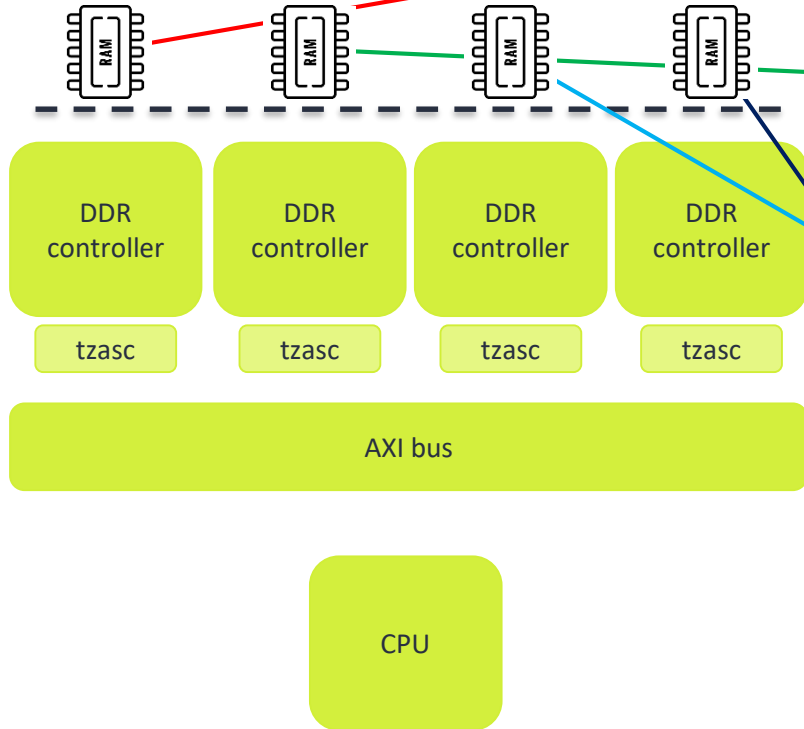 RAM
RAM
RAM
RAM
DDR
controller
DDR
controller
DDR
controller
DDR
controller
tzasc
tzasc
tzasc
tzasc
AXI bus
CPU